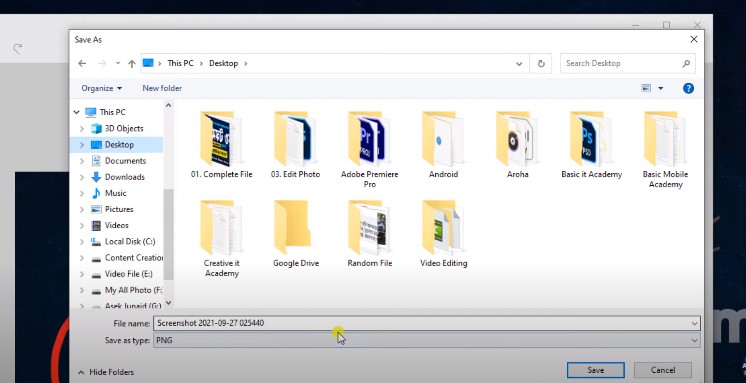 Save As
This PC > Desktop >
Search Desktop
Organize
New folder
This PC
3D Objects
Desktop
Documents
Downloads
Music
Pictures
Videos
Local Disk (C:)
Content Creation
Video File (E:)
My All Photo (F:
Asek Junaid (G:)
01. Complete File
03. Edit Photo
Adobe Premiere
Pro
Android
Aroha
Basic it Academy
Basic Mobile
Academy
Creative it
Academy
Google Drive
Random File
Video Editing
File name: Screenshot 2021-09-27 025440
Save as type: PNG
Hide Folders
Save
Cancel